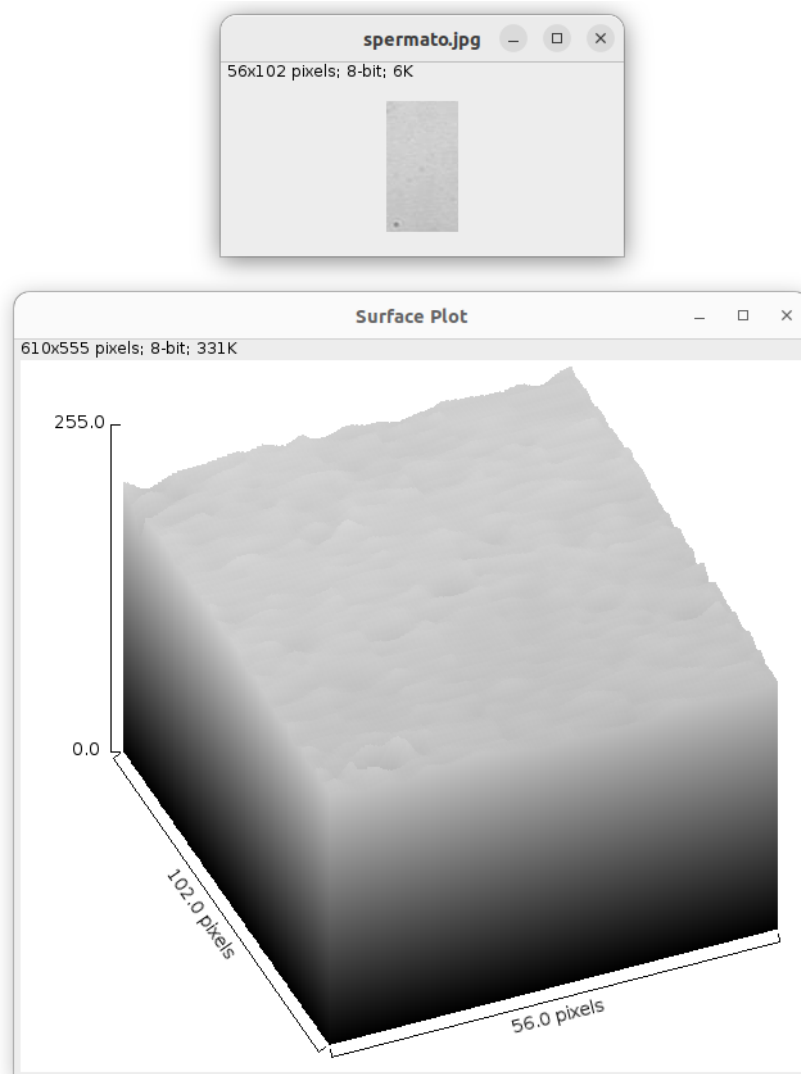 spermato.jpg
56x102 pixels; 8-bit; 6K
Surface Plot
610x555 pixels; 8-bit; 331K
255.0
0.0
102.0 pixels
56.0 pixels